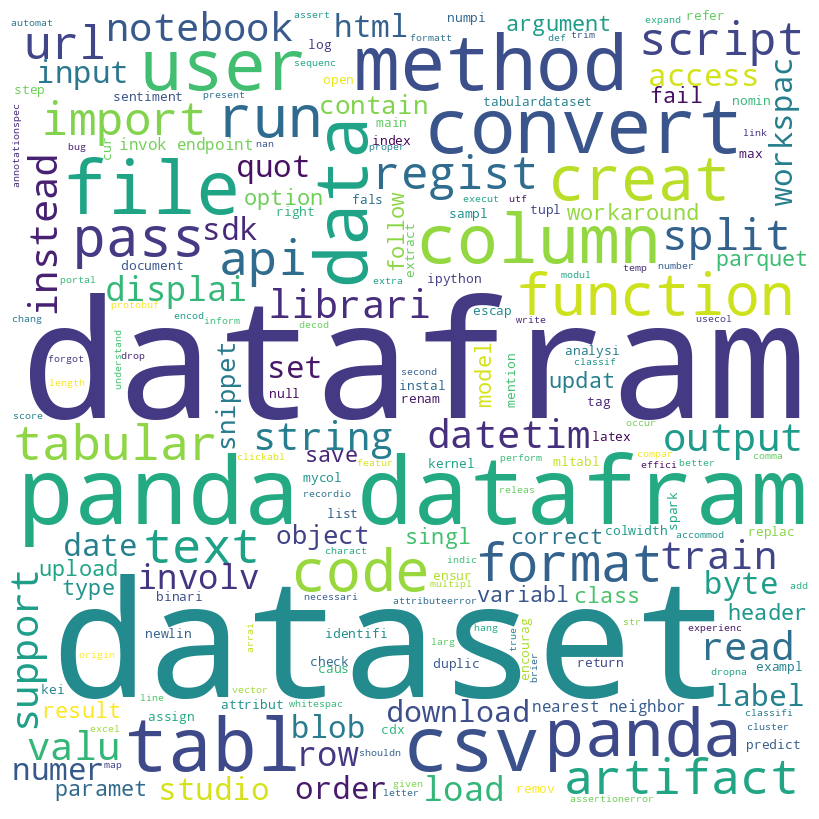 automat
notebook
html
assert
numpi
argument
expand
refer
url
user
log
formatt
def
trim
script
input
sequenc
method
access
step
sentiment
present
open
contain
tabulardataset
fail
nomin
workspac
import
run
convert
annotationspec
bug
cur
invok endpoint
nan
main
proper
index
link
max
file
quot
data
regist
creat
option
fals
execut
utf
right
sampl
tupl
workaround
instead
pass
sdk
follow
extract
column
split
document
api
ipython
parquet
portal
displai
extra
modul
temp
number
function
protobuf
encod
inform
librari
escap
write
usecol
chang
decod
datafram
forgot
drop
understand
set
second
model
mention
analysi
classif
length
snippet
null
instal
renam
updat
tag
score
string
datetim
latex
occur
output
tabular
save
clickabl
featur
kernel
perform
mltabl
compar
effici
better
comma
mycol
recordio
releas
spark
panda datafram
list
date
text
object
singl
correct
colwidth
replac
accommod
upload
type
involv
code
charact
indic
ensur
format
train
support
multipl
variabl
class
byte
add
binari
necessari
attributeerror
header
origin
newlin
arrai
identifi
larg
hang
true
str
experienc
dataset
check
caus
duplic
encourag
brier
return
read
exampl
kei
line
vector
whitespac
dropna
label
result
assign
attribut
download
nearest neighbor
classifi
excel
blob
cdx
cluster
valu
tabl
row
shouldn
csv
panda
predict
numer
map
paramet
studio
order
given
letter
load
remov
artifact
assertionerror